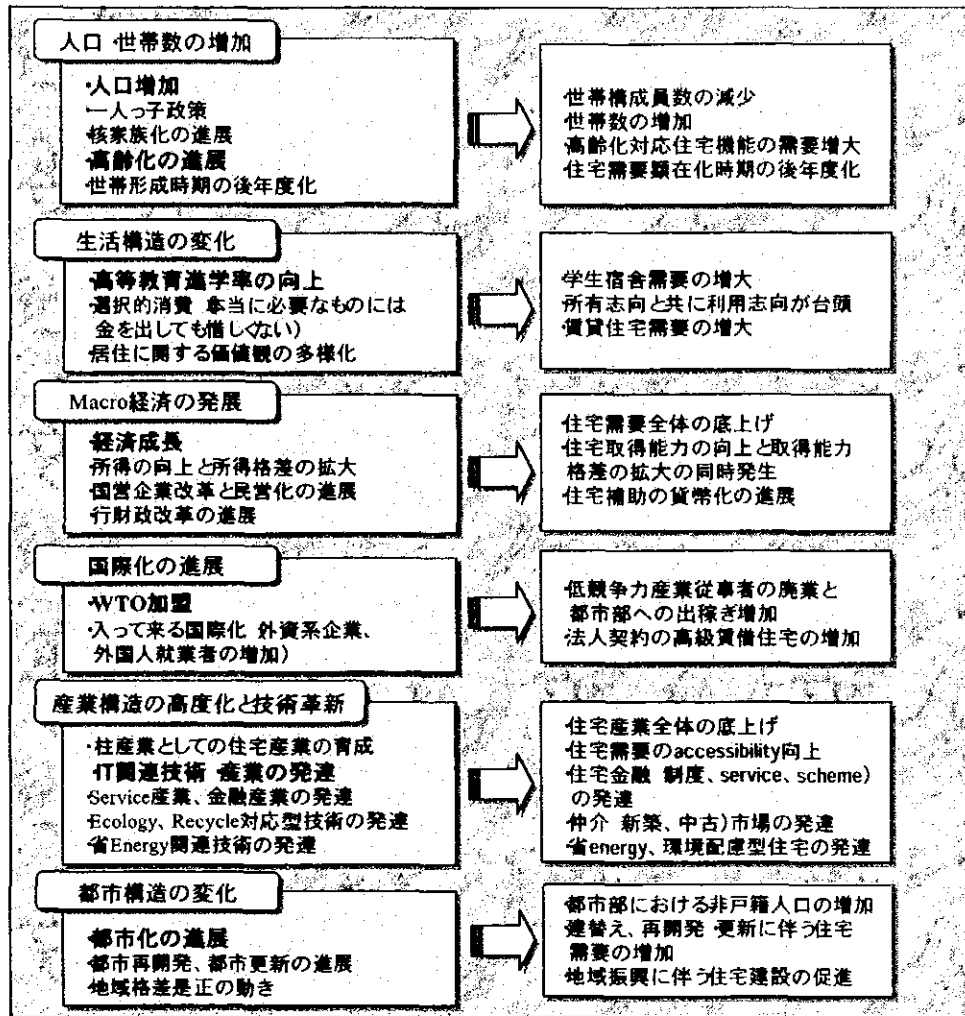 人口・世帯数の増加
・人口増加
・一人っ子政策
・核家族化の進展
・高齢化の進展
・世帯形成時期の後年度化
・世帯構成員数の減少
・世帯数の増加
・高齢化対応住宅機能の需要増大
・住宅需要顕在化時期の後年度化
生活構造の変化
・高等教育進学率の向上
・選択的消費 本当に必要なものには
金を出しても惜しくない）
・居住に関する価値観の多様化
・学生宿舎需要の増大
・所有志向と共に利用志向が台頭
・賃貸住宅需要の増大
Macro経済の発展
・経済成長
・所得の向上と所得格差の拡大
・国営企業改革と民営化の進展
・行財政改革の進展
・住宅需要全体の底上げ
・住宅取得能力の向上と取得能力
格差の拡大の同時発生
・住宅補助の貨幣化の進展
国際化の進展
・WTO加盟
・入って来る国際化 外資系企業、
外国人就業者の増加）
・低競争力産業従事者の廃業と
都市部への出稼ぎ増加
・法人契約の高級賃借住宅の増加
産業構造の高度化と技術革新
・柱産業としての住宅産業の育成
・IT関連技術・産業の発達
・Service産業、金融産業の発達
・Ecology、Recycle対応型技術の発達
・省Energy関連技術の発達
・住宅産業全体の底上げ
・住宅需要のaccessibility向上
・住宅金融 制度、service、scheme）
の発達
・仲介 新築、中古）市場の発達
・省energy、環境配慮型住宅の発達
都市構造の変化
・都市化の進展
・都市再開発、都市更新の進展
・地域格差是正の動き
・都市部における非戸籍人口の増加
・建替え、再開発・更新に伴う住宅
需要の増加
・地域振興に伴う住宅建設の促進